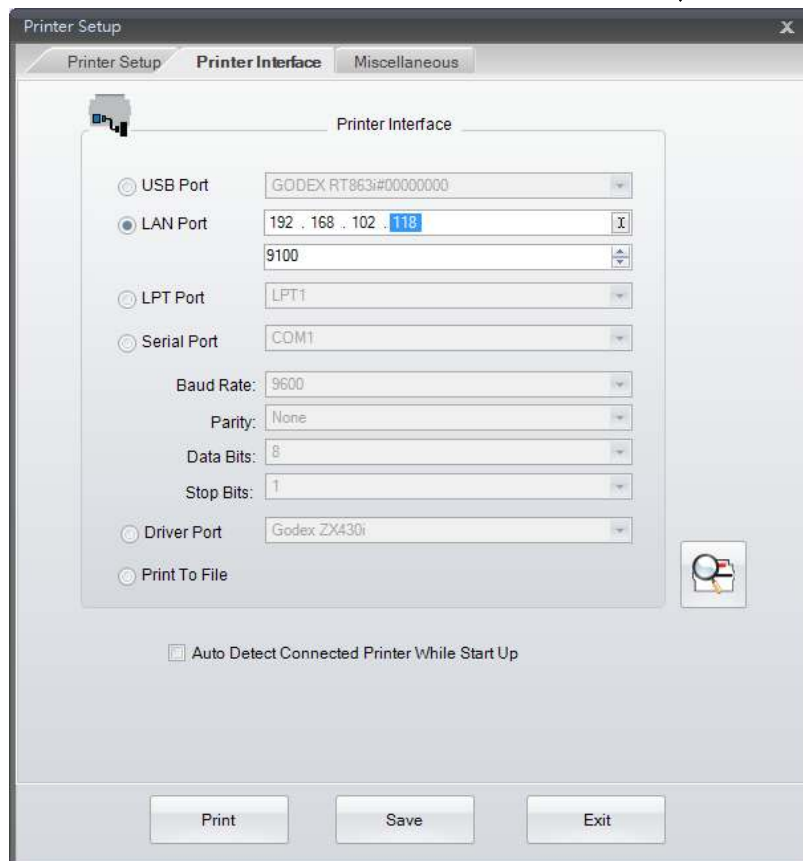 Printer Setup x
Printer Setup Printer Interface Miscellaneous
Printer Interface
USB Port GODEX RT863i#00000000
LAN Port 192 . 168 . 102 . 118
9100
LPT Port LPT1
Serial Port COM1
Baud Rate: 9600
Parity: None
Data Bits: 8
Stop Bits: 1
Driver Port Godex ZX430i
Print To File
Auto Detect Connected Printer While Start Up
Print Save Exit